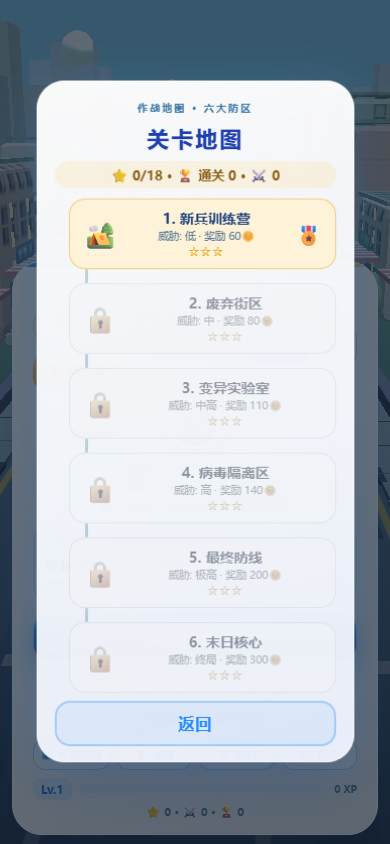 作战地图 • 六大防区
关卡地图
⭐ 0/18 • 🏆 通关 0 • ⚔ 0
1. 新兵训练营
威胁: 低 · 奖励 60
☆☆☆
2. 废弃街区
威胁: 中 · 奖励 80
☆☆☆
3. 变异实验室
威胁: 中高 · 奖励 110
☆☆☆
4. 病毒隔离区
威胁: 高 · 奖励 140
☆☆☆
5. 最终防线
威胁: 极高 · 奖励 200
☆☆☆
6. 末日核心
威胁: 终局 · 奖励 300
☆☆☆
返回
Lv.1
0 XP
⭐ 0 • ⚔ 0 • 🏆 0